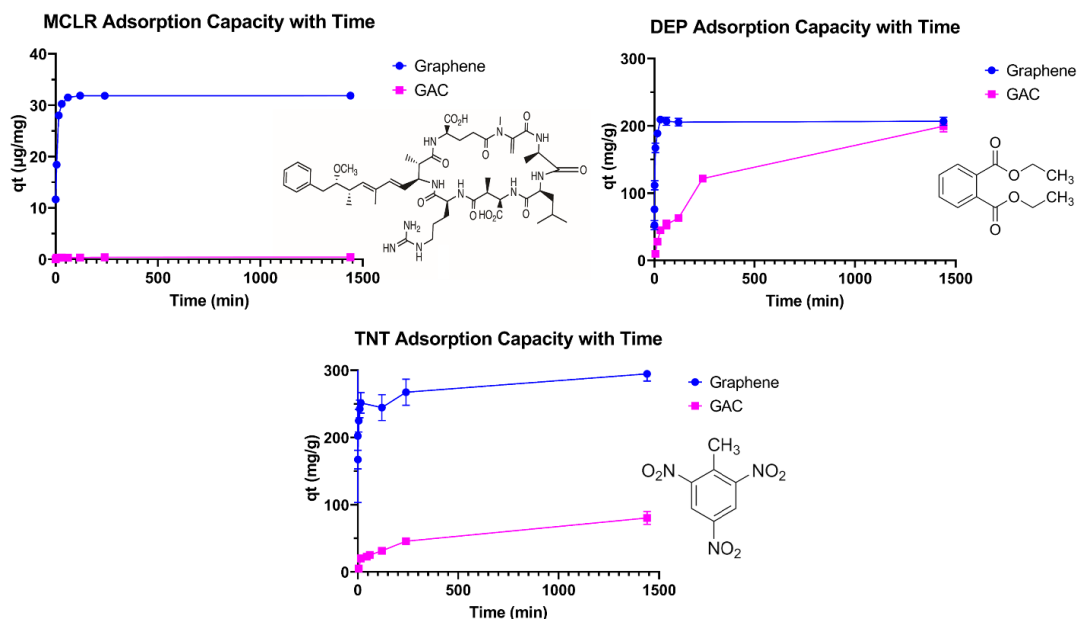 MCLR Adsorption Capacity with Time
40
30
20
10
0
qt (µg/mg)
0
500
1000
1500
Time (min)
Graphene
GAC
CO₂H
O
N
O
H
N
HN
O
O
OCH₃
O
NH
HN
O
H
N
O
N
H
O
HO₂C
O
NH₂
HN
N
H
DEP Adsorption Capacity with Time
300
200
100
0
qt (mg/g)
0
500
1000
1500
Time (min)
Graphene
GAC
O
O
CH₃
O
CH₃
O
TNT Adsorption Capacity with Time
300
200
100
0
qt (mg/g)
0
500
1000
1500
Time (min)
Graphene
GAC
CH₃
O₂N
NO₂
NO₂